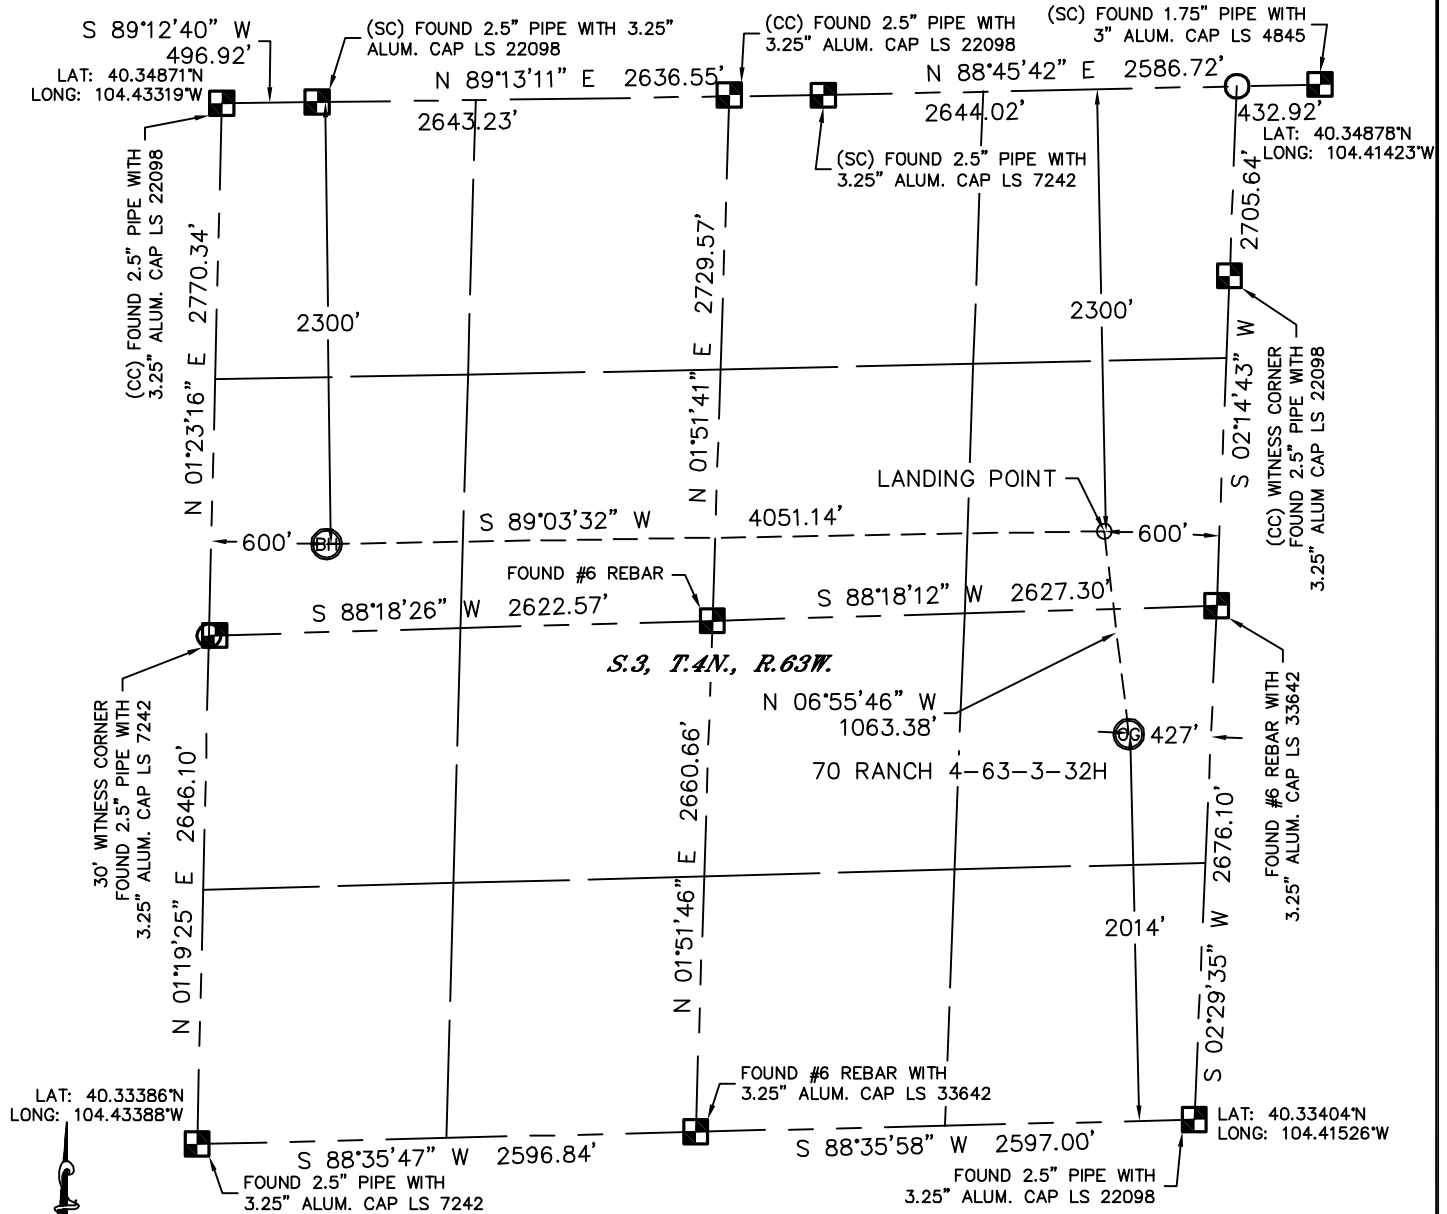 S 89°12'40" W
496.92'
LAT: 40.34871°N
LONG: 104.43319°W
(SC) FOUND 2.5" PIPE WITH 3.25"
ALUM. CAP LS 22098
N 89°13'11" E 2636.55'
2643.23'
(CC) FOUND 2.5" PIPE WITH
3.25" ALUM. CAP LS 22098
(SC) FOUND 1.75" PIPE WITH
3" ALUM. CAP LS 4845
N 88°45'42" E 2586.72'
2644.02'
432.92'
LAT: 40.34878°N
LONG: 104.41423°W
(SC) FOUND 2.5" PIPE WITH
3.25" ALUM. CAP LS 7242
(CC) FOUND 2.5" PIPE WITH
3.25" ALUM. CAP LS 22098
N 01°23'16" E 2770.34'
2300'
N 01°51'41" E 2729.57'
2300'
2705.64'
S 02°14'43" W
(CC) WITNESS CORNER
FOUND 2.5" PIPE WITH
3.25" ALUM CAP LS 22098
LANDING POINT
600'
BH
S 89°03'32" W 4051.14'
600'
FOUND #6 REBAR
S 88°18'26" W 2622.57'
S 88°18'12" W 2627.30'
S.3, T.4N., R.63W.
N 06°55'46" W
1063.38'
OG
427'
70 RANCH 4-63-3-32H
30' WITNESS CORNER
FOUND 2.5" PIPE WITH
3.25" ALUM. CAP LS 7242
N 01°19'25" E 2646.10'
N 01°51'46" E 2660.66'
2014'
S 02°29'35" W 2676.10'
FOUND #6 REBAR WITH
3.25" ALUM. CAP LS 33642
LAT: 40.33386°N
LONG: 104.43388°W
FOUND #6 REBAR WITH
3.25" ALUM. CAP LS 33642
LAT: 40.33404°N
LONG: 104.41526°W
S 88°35'47" W 2596.84'
S 88°35'58" W 2597.00'
FOUND 2.5" PIPE WITH
3.25" ALUM. CAP LS 7242
FOUND 2.5" PIPE WITH
3.25" ALUM. CAP LS 22098